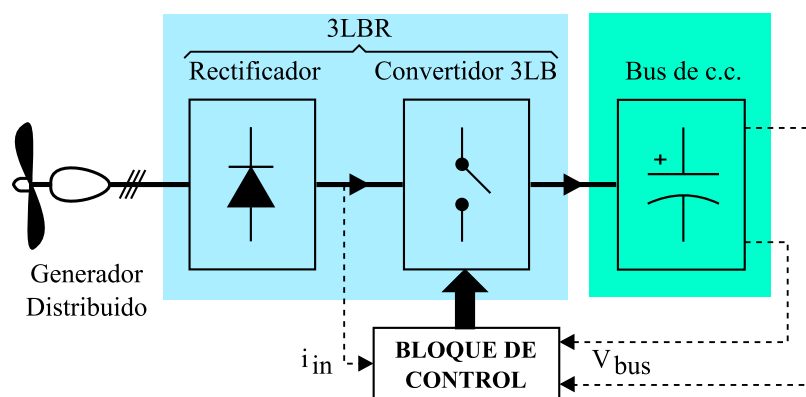 3LBR
Rectificador
Convertidor 3LB
Bus de c.c.
+
Generador
Distribuido
i in
BLOQUE DE
CONTROL
V bus